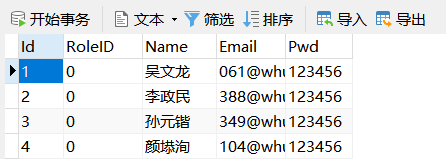 开始事务 文本 筛选 排序 导入 导出
Id RoleID Name Email Pwd
1 0 吴文龙 061@whu 123456
2 0 李政民 388@whu 123456
3 0 孙元锴 349@whu 123456
4 0 颜塨洵 104@whu 123456